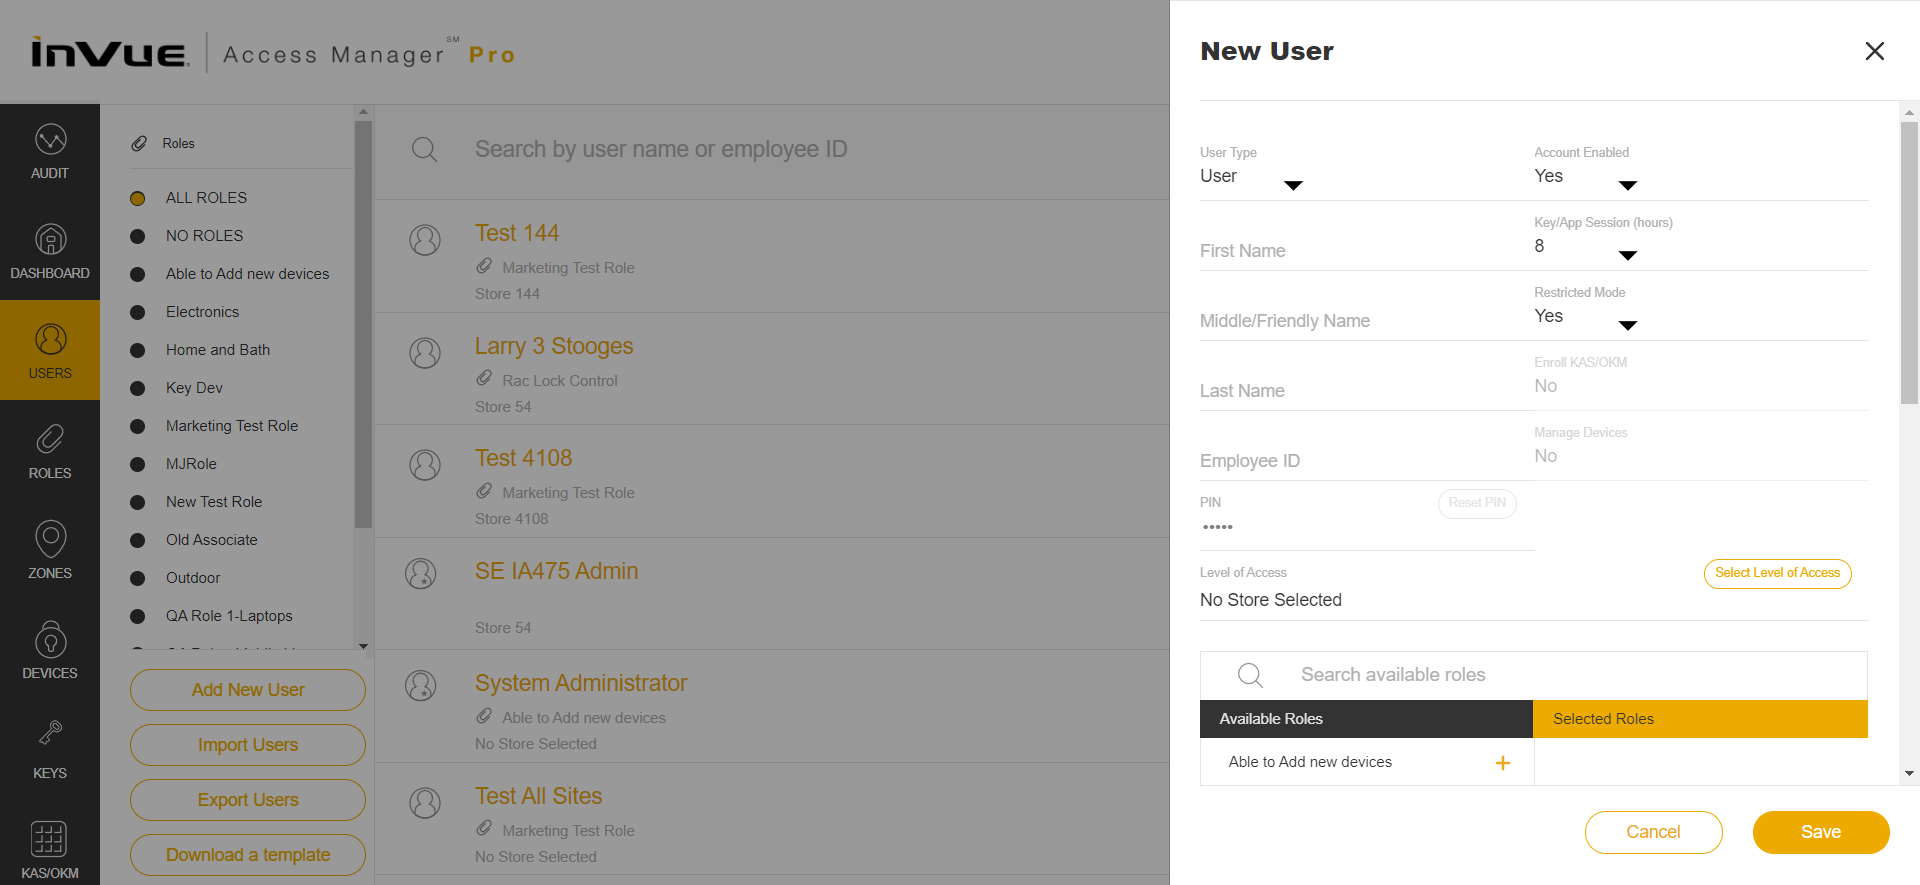 inVue | Access Manager SM Pro
AUDIT
DASHBOARD
USERS
ROLES
ZONES
DEVICES
KEYS
KAS/OKM
Roles
ALL ROLES
NO ROLES
Able to Add new devices
Electronics
Home and Bath
Key Dev
Marketing Test Role
MJRole
New Test Role
Old Associate
Outdoor
QA Role 1-Laptops
Add New User
Import Users
Export Users
Download a template
Search by user name or employee ID
Test 144
Marketing Test Role
Store 144
Larry 3 Stooges
Rac Lock Control
Store 54
Test 4108
Marketing Test Role
Store 4108
SE IA475 Admin
Store 54
System Administrator
Able to Add new devices
No Store Selected
Test All Sites
Marketing Test Role
No Store Selected
New User
User Type
User
Account Enabled
Yes
First Name
Key/App Session (hours)
8
Middle/Friendly Name
Restricted Mode
Yes
Last Name
Enroll KAS/OKM
No
Employee ID
Manage Devices
No
PIN
Reset PIN
•••••
Level of Access
Select Level of Access
No Store Selected
Search available roles
Available Roles
Selected Roles
Able to Add new devices +
Cancel
Save